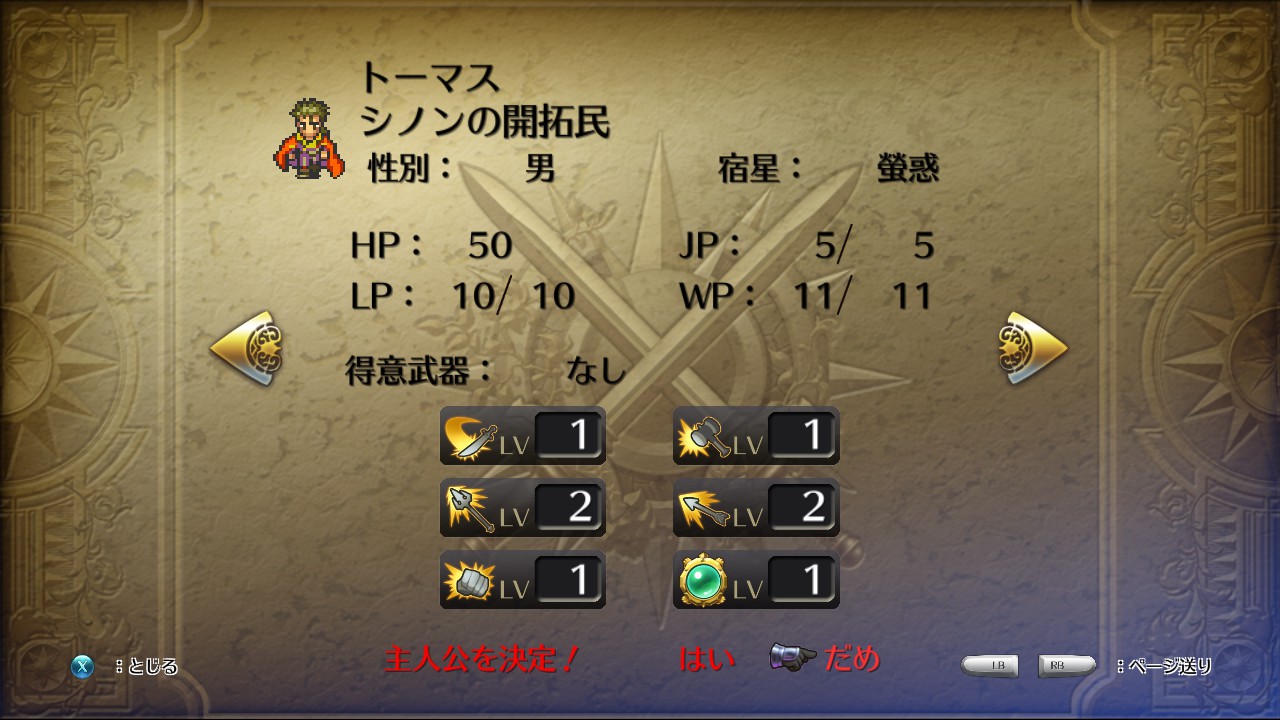 トーマス
シノンの開拓民
性別： 男 宿星： 螢惑
HP： 50 JP： 5/ 5
LP： 10/ 10 WP： 11/ 11
得意武器： なし
LV 1 LV 1
LV 2 LV 2
LV 1 LV 1
主人公を決定！ はい だめ
X ：とじる LB RB ：ページ送り